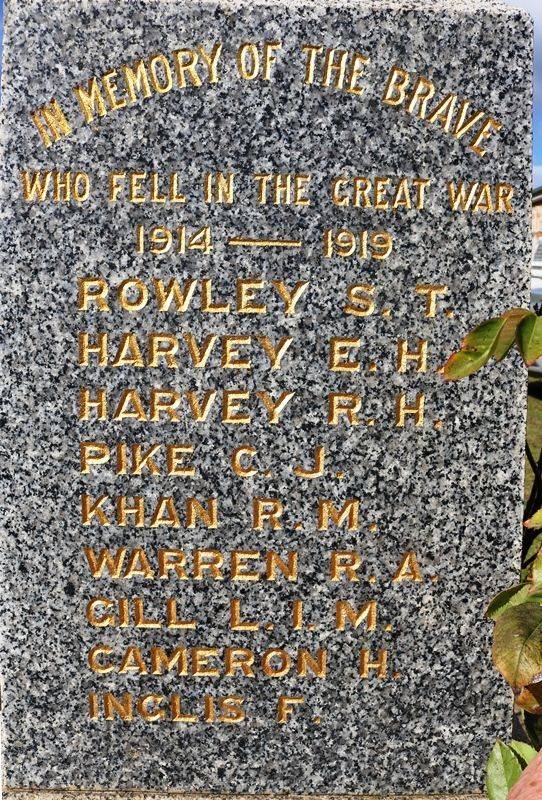 IN MEMORY OF THE BRAVE
WHO FELL IN THE GREAT WAR
1914 — 1919
ROWLEY S. T.
HARVEY E. H.
HARVEY R. H.
PIKE C. J.
KHAN R. M.
WARREN R. A.
GILL L. I. M.
CAMERON H.
INGLIS F.